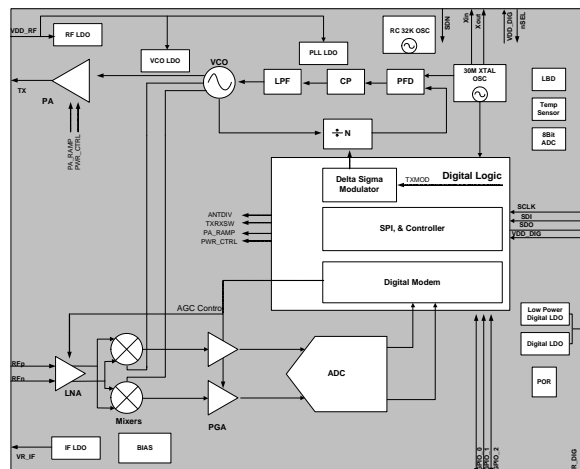 VDD_RF
RF LDO
VCO LDO
PLL LDO
RC 32K OSC
SDN
Xin
Xout
VDD_DIG
nSEL
TX
PA
VCO
LPF
CP
PFD
30M XTAL
OSC
LBD
Temp
Sensor
8Bit
ADC
PA_RAMP
PWR_CTRL
÷ N
Delta Sigma
Modulator
TXMOD
Digital Logic
ANTDIV
TXRXSW
PA_RAMP
PWR_CTRL
SPI, & Controller
SCLK
SDI
SDO
VDD_DIG
Digital Modem
AGC Control
Low Power
Digital LDO
Digital LDO
RFp
RFn
LNA
Mixers
PGA
ADC
POR
VR_IF
IF LDO
BIAS
GPIO_0
GPIO_1
GPIO_2
R_DIG